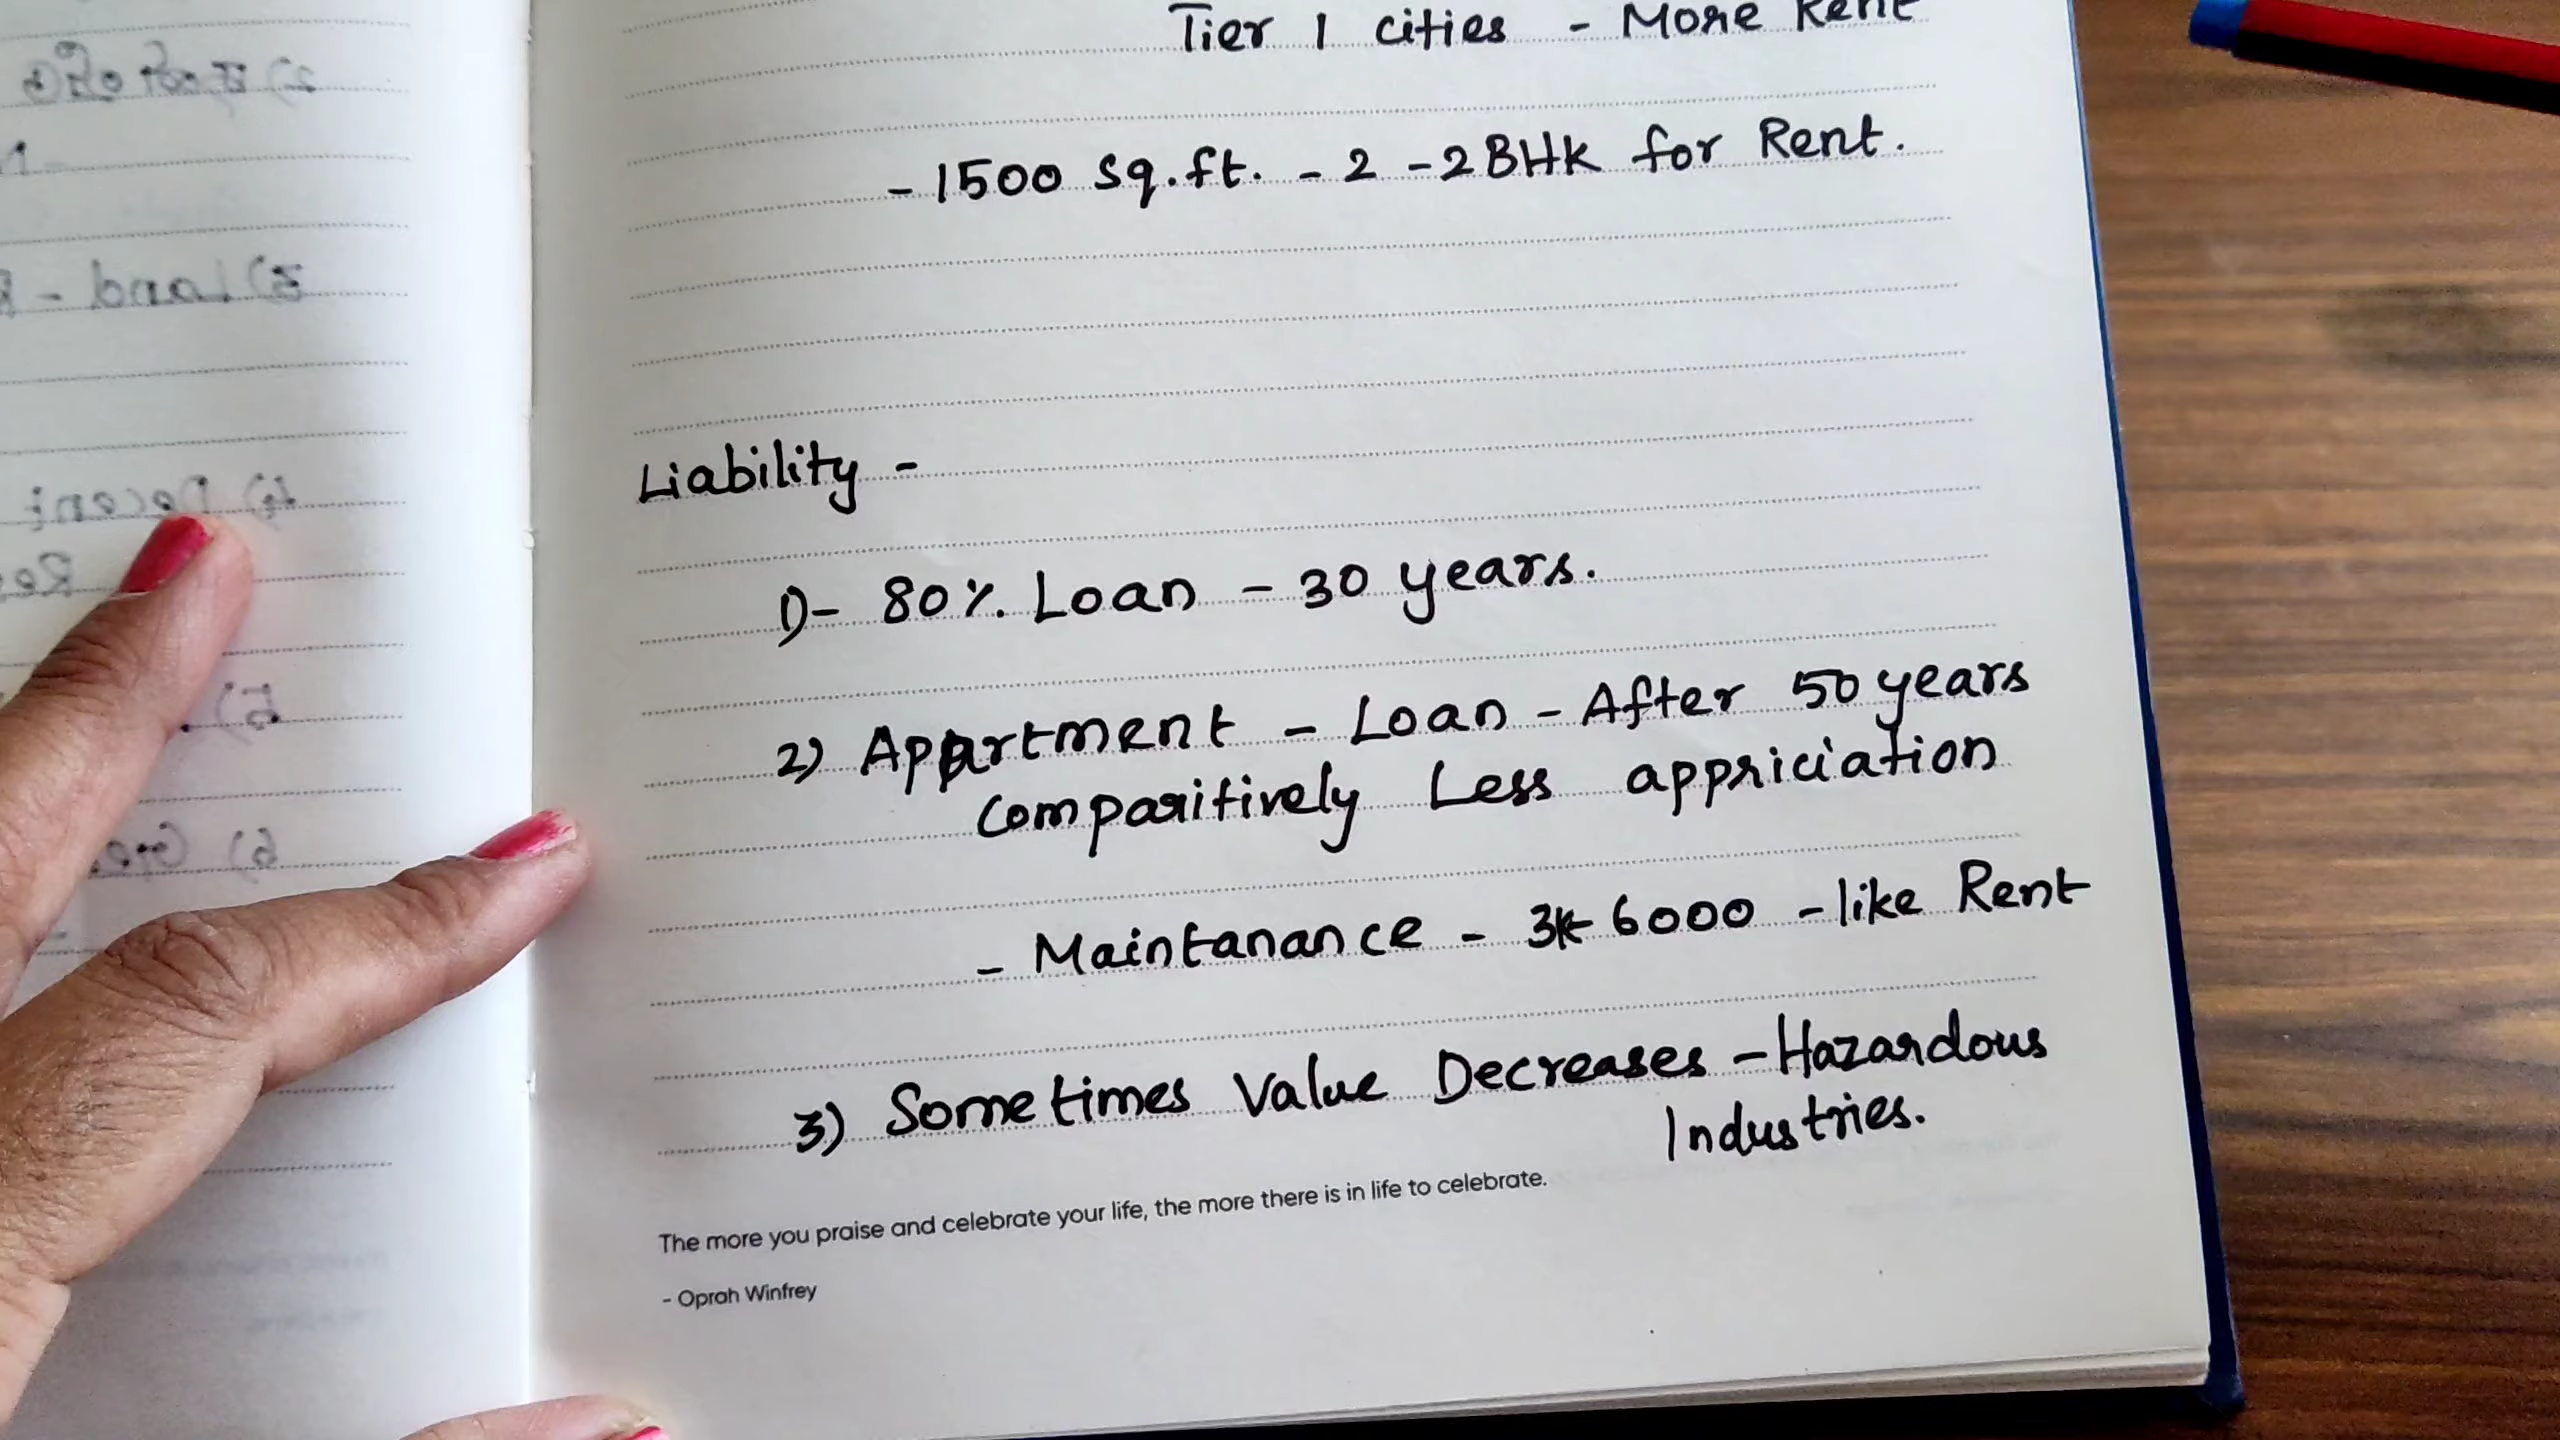 Tier 1 cities - More Rent
- 1500 sq.ft. - 2 - 2BHK for Rent.
Liability -
1) - 80% Loan - 30 years.
2) Appartment - Loan - After 50 years
Comparitively Less appriciation
- Maintanance - 3k 6000 - like Rent
3) Sometimes Value Decreases - Hazardous
Industries.
The more you praise and celebrate your life, the more there is in life to celebrate.
- Oprah Winfrey